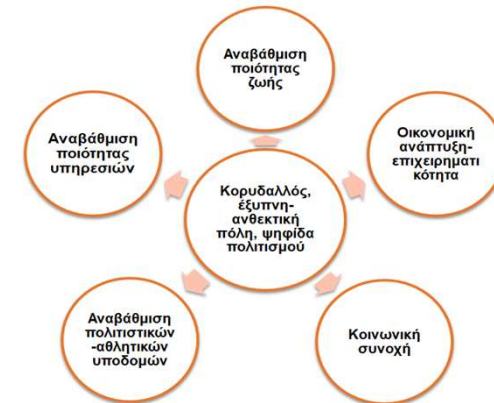 Αναβάθμιση
ποιότητας
ζωής
Αναβάθμιση
ποιότητας
υπηρεσιών
Οικονομική
ανάπτυξη-
επιχειρηματι
κότητα
Κορυδαλλός,
έξυπνη-
ανθεκτική
πόλη, ψηφίδα
πολιτισμού
Αναβάθμιση
πολιτιστικών
-αθλητικών
υποδομών
Κοινωνική
συνοχή